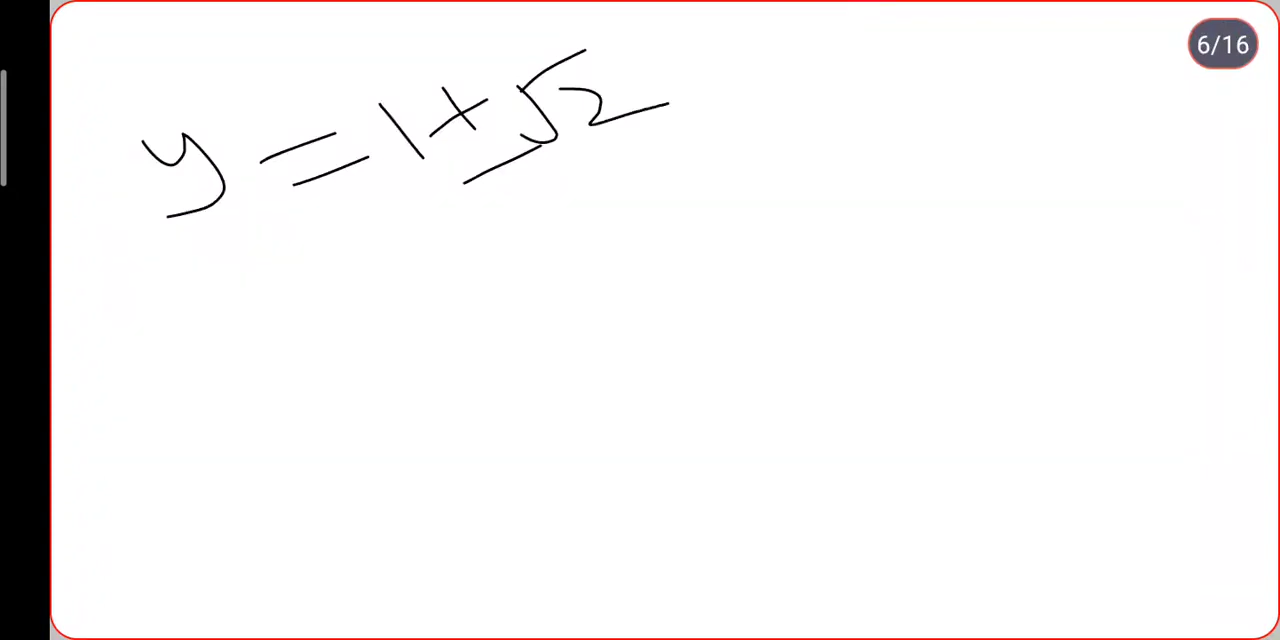 6/16
y = 1 ± √2